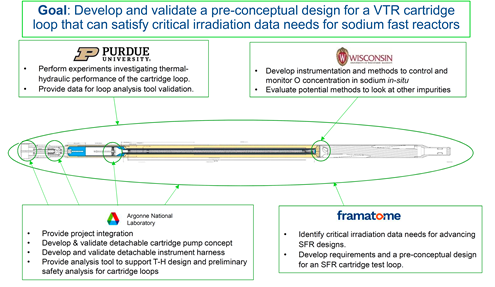 Goal: Develop and validate a pre-conceptual design for a VTR cartridge
loop that can satisfy critical irradiation data needs for sodium fast reactors
PURDUE
UNIVERSITY
• Perform experiments investigating thermal-
hydraulic performance of the cartridge loop.
• Provide data for loop analysis tool validation.
WISCONSIN
• Develop instrumentation and methods to control and
monitor O concentration in sodium in-situ
• Evaluate potential methods to look at other impurities
Argonne National
Laboratory
• Provide project integration
• Develop & validate detachable cartridge pump concept
• Develop and validate detachable instrument harness
• Provide analysis tool to support T-H design and preliminary
safety analysis for cartridge loops
framatome
• Identify critical irradiation data needs for advancing
SFR designs.
• Develop requirements and a pre-conceptual design
for an SFR cartridge test loop.